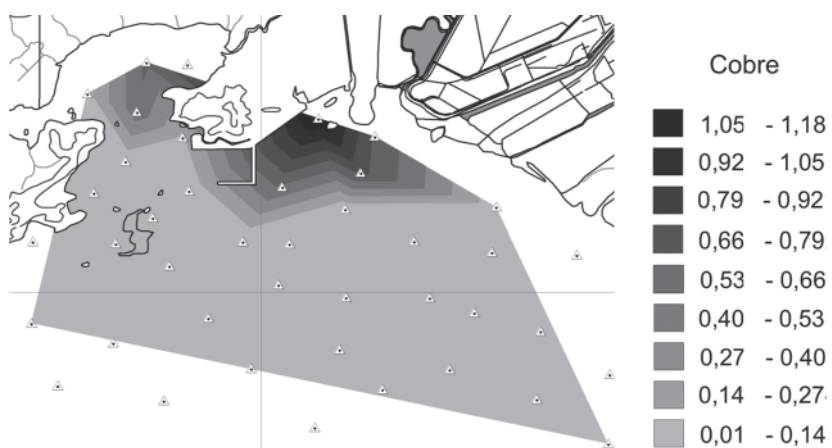 Cobre
1,05 - 1,18
0,92 - 1,05
0,79 - 0,92
0,66 - 0,79
0,53 - 0,66
0,40 - 0,53
0,27 - 0,40
0,14 - 0,27
0,01 - 0,14